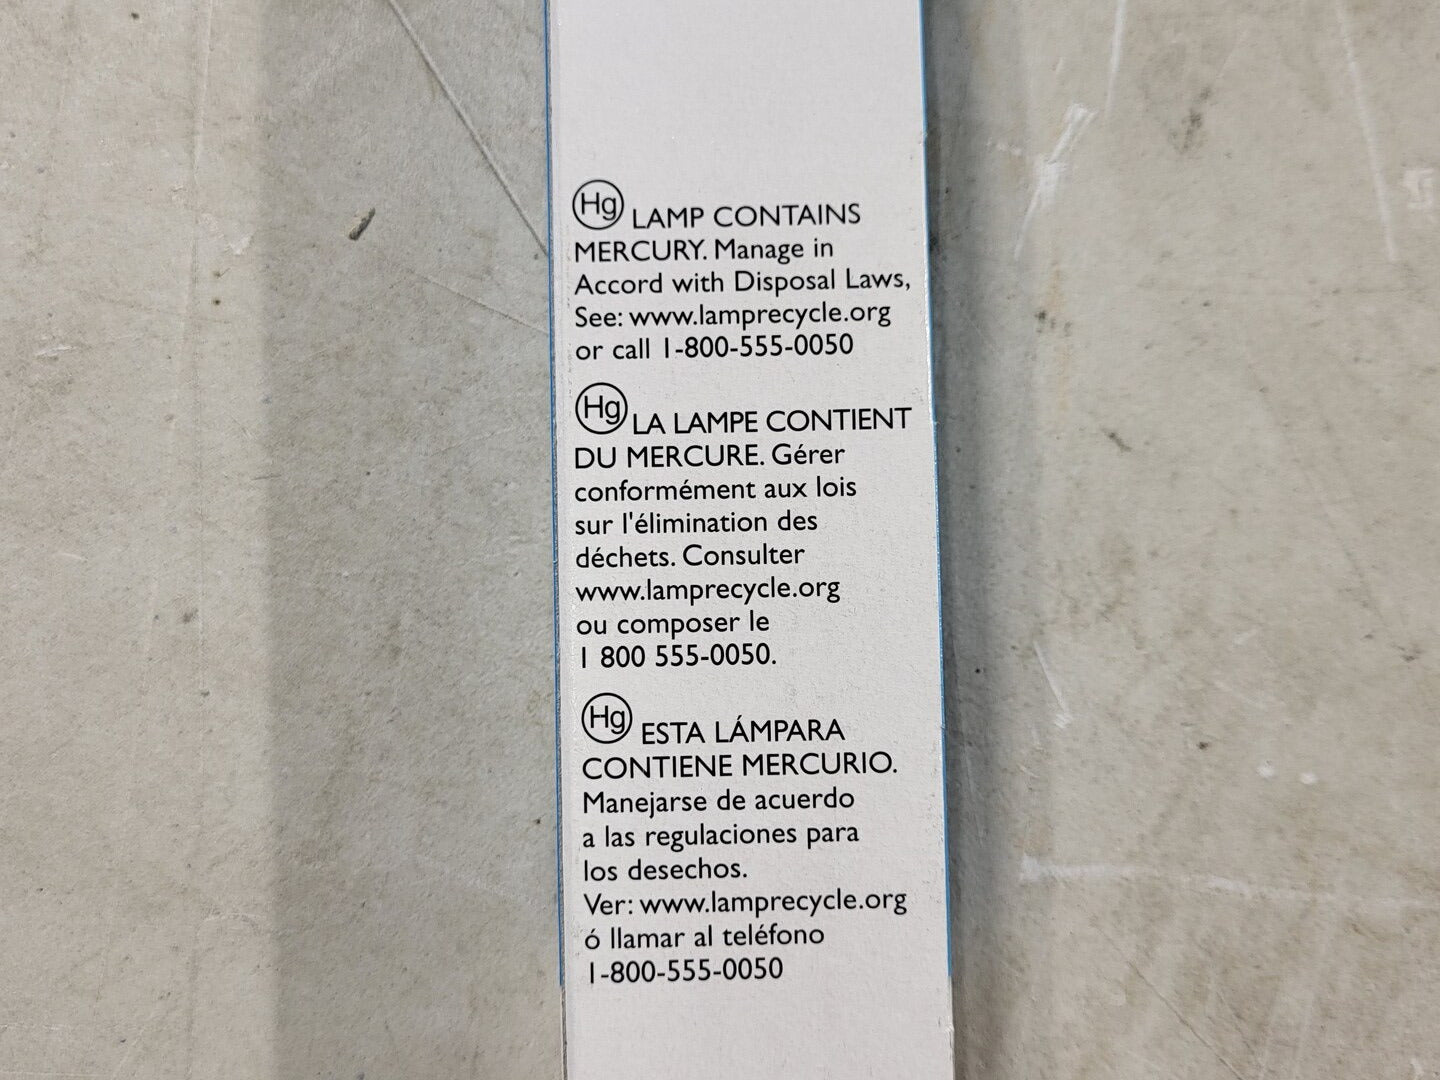 Hg LAMP CONTAINS
MERCURY. Manage in
Accord with Disposal Laws,
See: www.lamprecycle.org
or call 1-800-555-0050
Hg LA LAMPE CONTIENT
DU MERCURE. Gérer
conformément aux lois
sur l'élimination des
déchets. Consulter
www.lamprecycle.org
ou composer le
1 800 555-0050.
Hg ESTA LÁMPARA
CONTIENE MERCURIO.
Manejarse de acuerdo
a las regulaciones para
los desechos.
Ver: www.lamprecycle.org
ó llamar al teléfono
1-800-555-0050